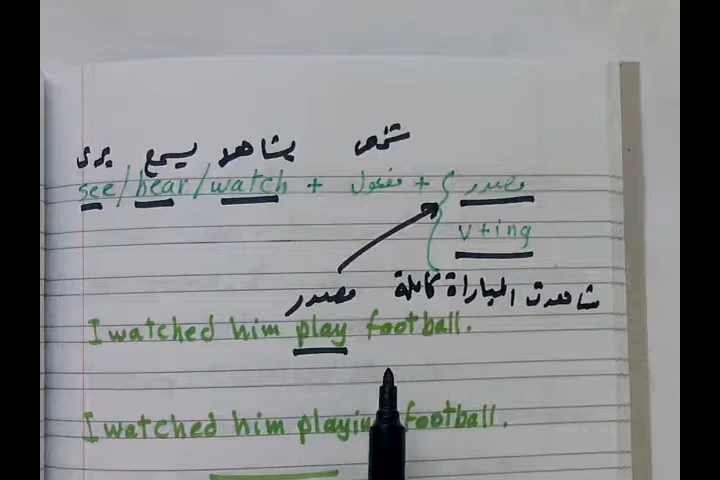 يرى يسمع يشاهد شخص
see/hear/watch + مفعول + { مصدر
v+ing
مصدر شاهدت المباراة كاملة
I watched him play football.
I watched him playing football.